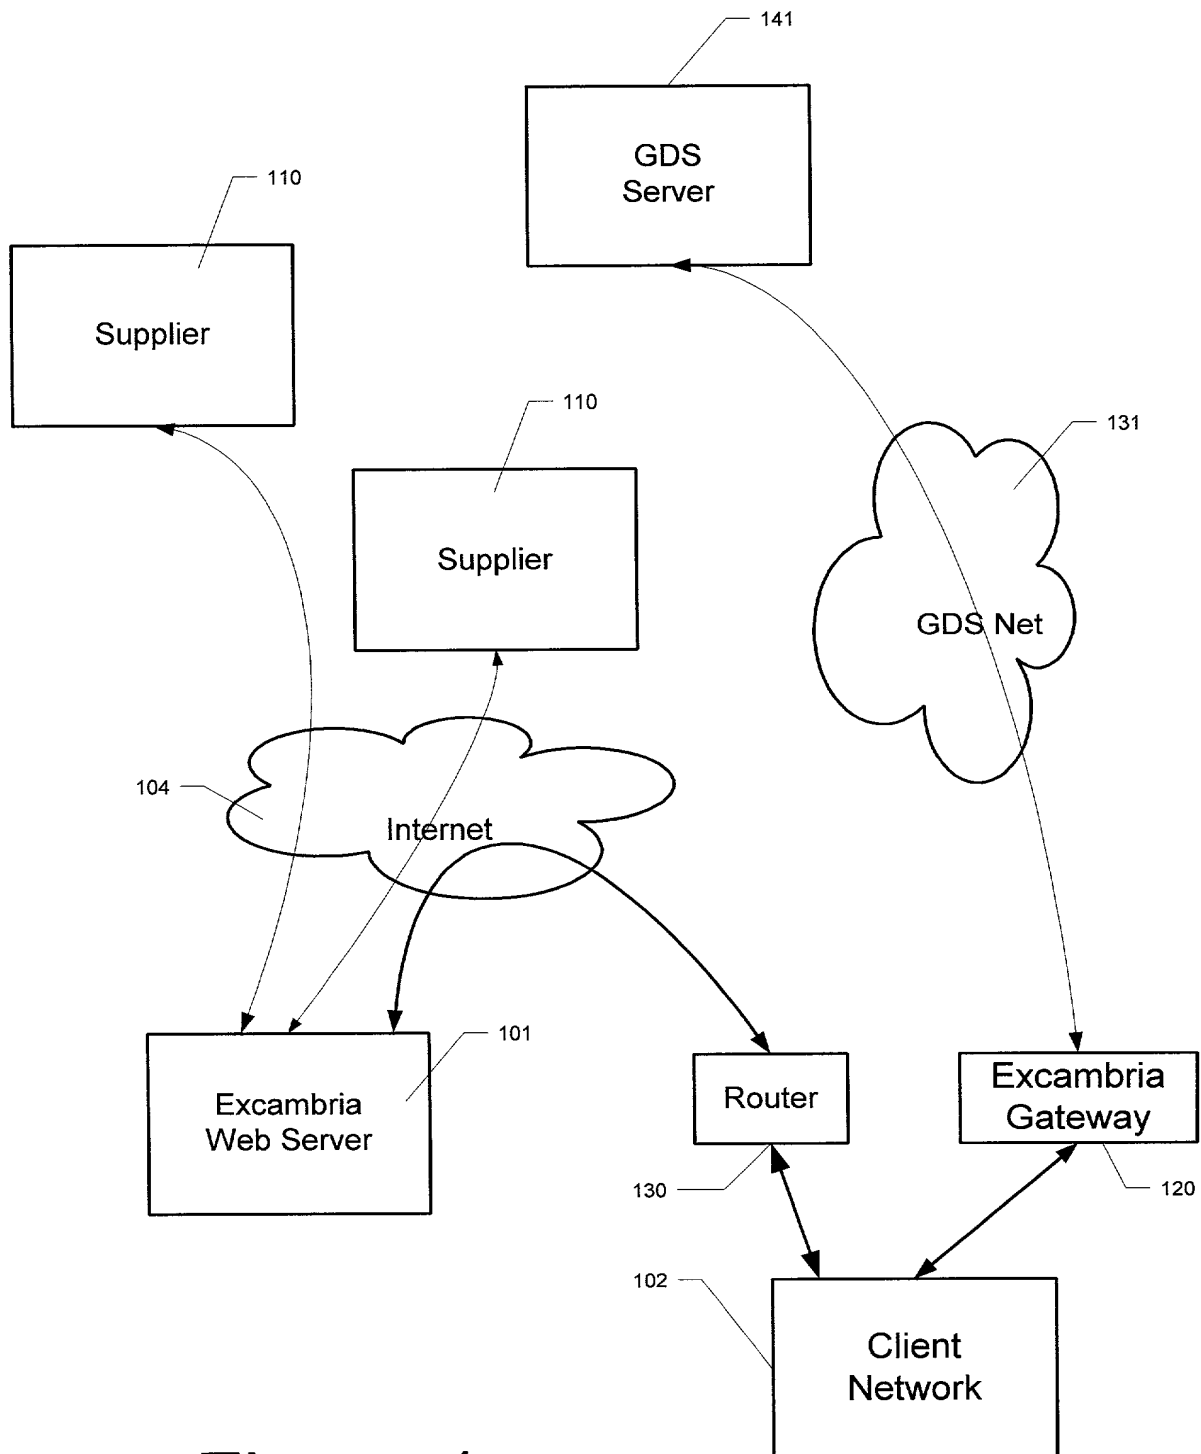 141
GDS
Server
110
Supplier
110
Supplier
131
GDS Net
104
Internet
101
Excambria
Web Server
Router
Excambria
Gateway
130
120
102
Client
Network